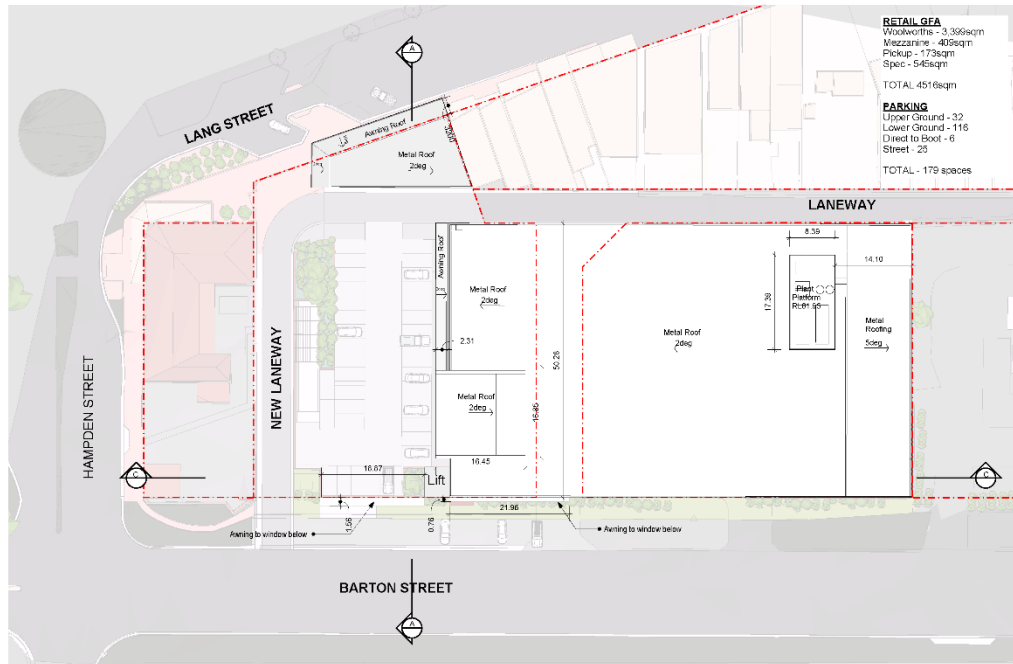 RETAIL GFA
Woolworths - 3,399sqm
Mezzanine - 409sqm
Pickup - 173sqm
Spec - 545sqm
TOTAL 4516sqm
PARKING
Upper Ground - 32
Lower Ground - 116
Direct to Boot - 6
Street - 25
TOTAL - 179 spaces
A
LANG STREET
Awning Roof
Metal Roof
2deg
LANEWAY
8.39
14.10
17.39
Plant
Platform
Metal
Roofing
5deg
Awning Roof
Metal Roof
2deg
Metal Roof
2deg
2.31
50.26
16.85
Metal Roof
2deg
16.45
HAMPDEN STREET
NEW LANEWAY
C
C
16.67
Lift
21.95
1.56
0.76
Awning to window below
Awning to window below
BARTON STREET
A